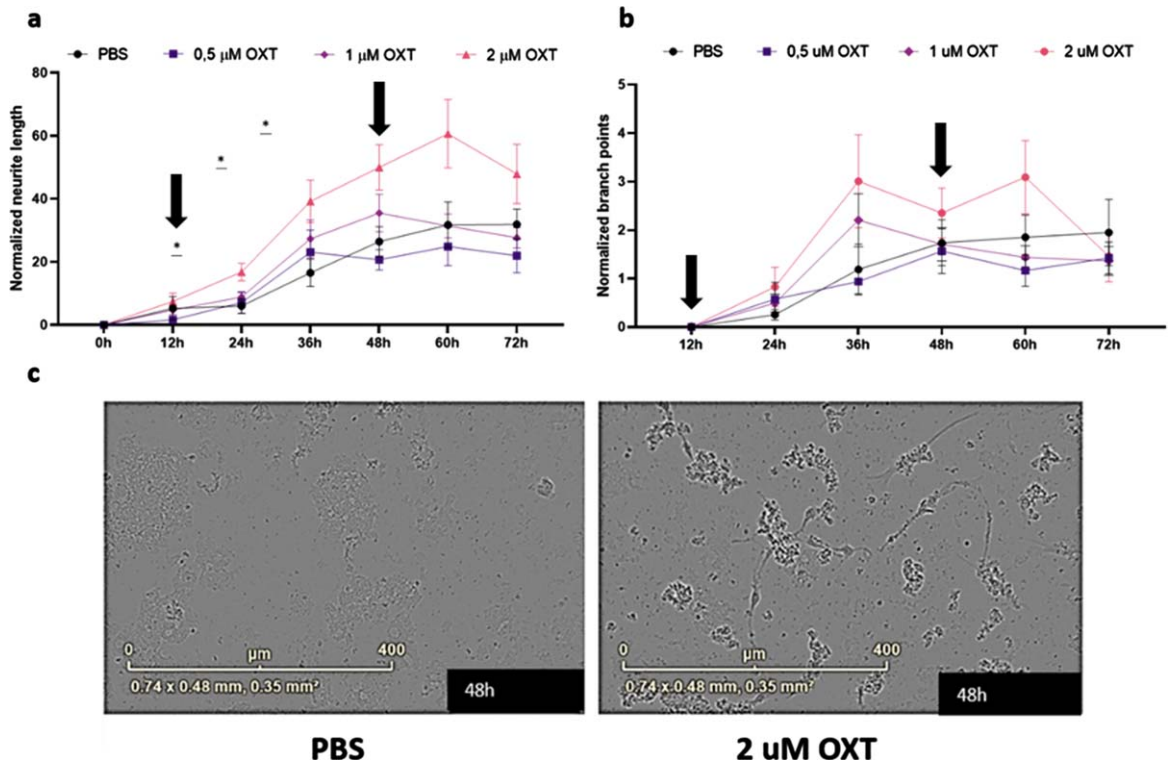 a
PBS 0,5 μM OXT 1 μM OXT 2 μM OXT
Normalized neurite length
80
60
40
20
0
*
*
*
0h 12h 24h 36h 48h 60h 72h
b
PBS 0,5 uM OXT 1 uM OXT 2 uM OXT
Normalized branch points
5
4
3
2
1
0
12h 24h 36h 48h 60h 72h
c
0 µm 400
0.74 x 0.48 mm, 0.35 mm²
48h
0 µm 400
0.74 x 0.48 mm, 0.35 mm²
48h
PBS
2 uM OXT